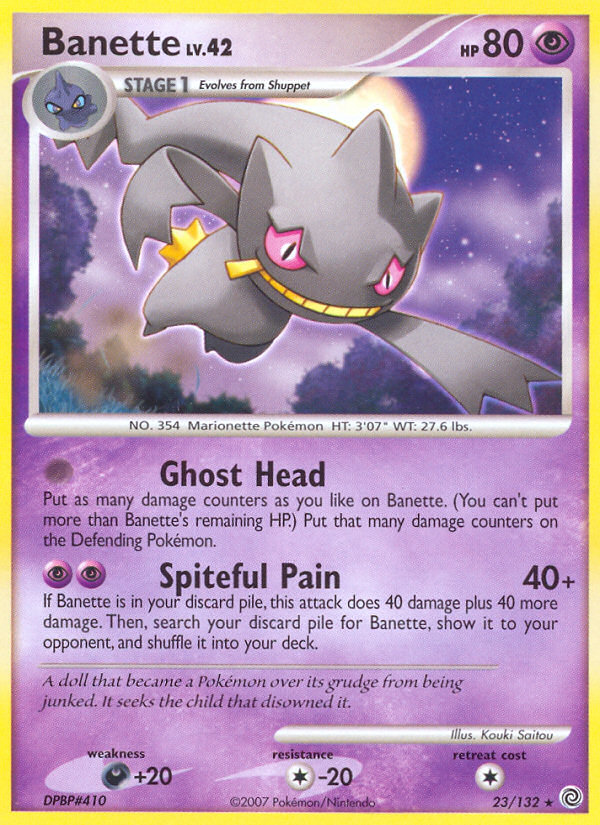 Banette LV.42 HP 80
STAGE 1 Evolves from Shuppet
NO. 354 Marionette Pokémon HT: 3'07" WT: 27.6 lbs.
Ghost Head
Put as many damage counters as you like on Banette. (You can't put
more than Banette's remaining HP.) Put that many damage counters on
the Defending Pokémon.
Spiteful Pain 40+
If Banette is in your discard pile, this attack does 40 damage plus 40 more
damage. Then, search your discard pile for Banette, show it to your
opponent, and shuffle it into your deck.
A doll that became a Pokémon over its grudge from being
junked. It seeks the child that disowned it.
Illus. Kouki Saitou
weakness resistance retreat cost
+20 -20
DPBP#410 ©2007 Pokémon/Nintendo 23/132 ★